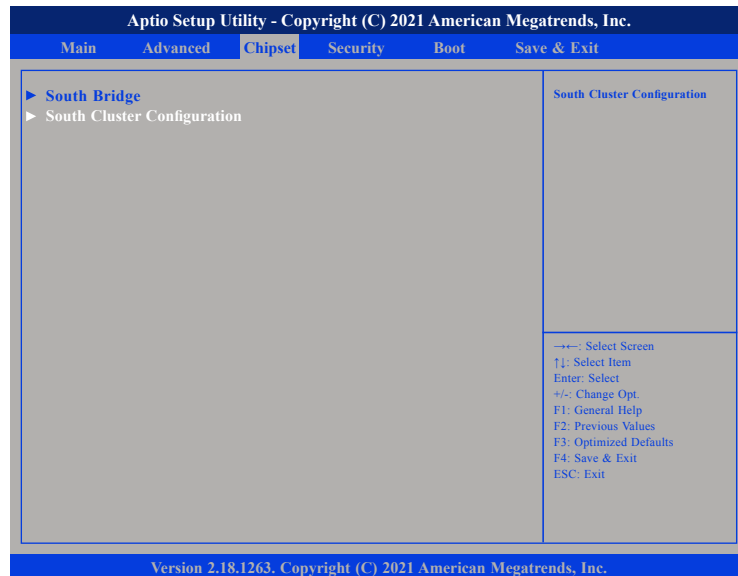 Aptio Setup Utility - Copyright (C) 2021 American Megatrends, Inc.
Main Advanced Chipset Security Boot Save & Exit
► South Bridge
► South Cluster Configuration
South Cluster Configuration
→←: Select Screen
↑↓: Select Item
Enter: Select
+/-: Change Opt.
F1: General Help
F2: Previous Values
F3: Optimized Defaults
F4: Save & Exit
ESC: Exit
Version 2.18.1263. Copyright (C) 2021 American Megatrends, Inc.